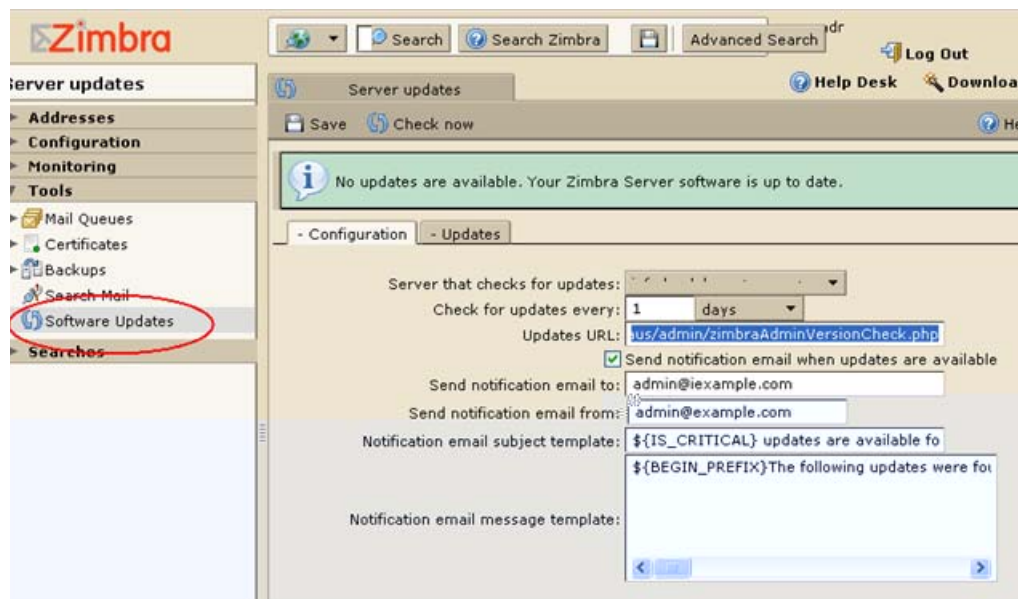 Zimbra
Search
Search Zimbra
Advanced Search
Log Out
Server updates
Server updates
Help Desk
Addresses
Save
Check now
Configuration
Monitoring
No updates are available. Your Zimbra Server software is up to date.
Tools
Mail Queues
- Configuration
- Updates
Certificates
Backups
Server that checks for updates:
Search Mail
Check for updates every: 1 days
Software Updates
Updates URL: aus/admin/zimbraAdminVersionCheck.php
Searches
Send notification email when updates are available
Send notification email to: admin@iexample.com
Send notification email from: admin@example.com
Notification email subject template: ${IS_CRITICAL} updates are available fo
${BEGIN_PREFIX}The following updates were fou
Notification email message template: